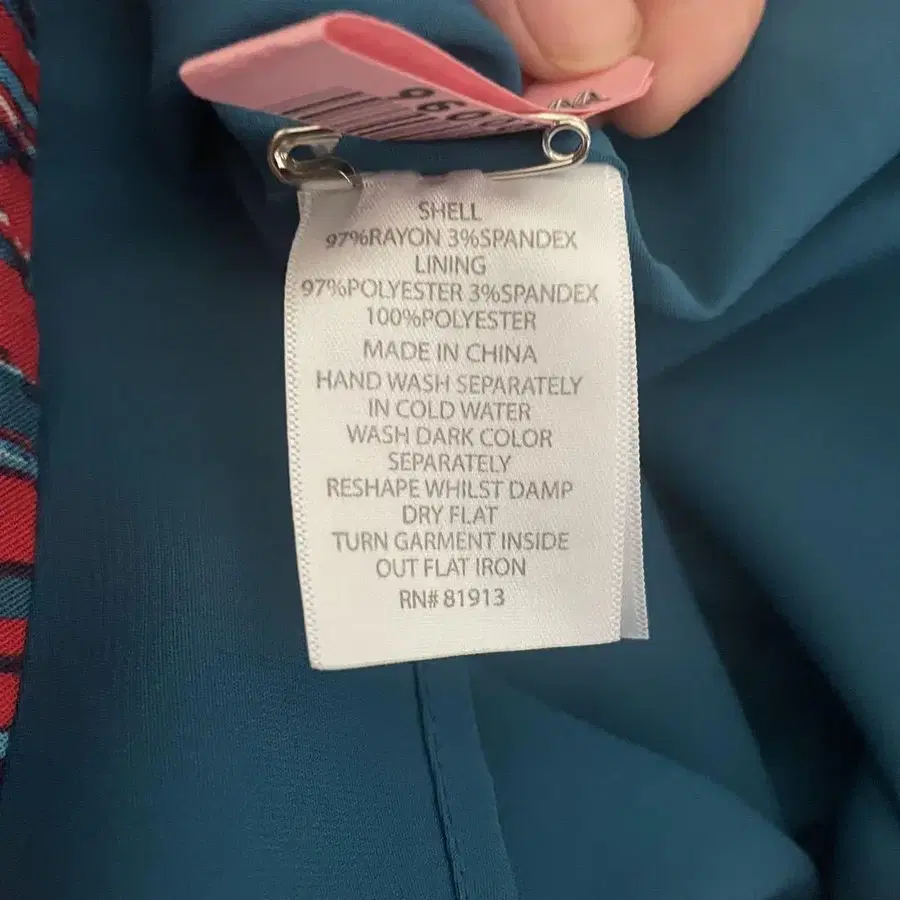 SHELL
97%RAYON 3%SPANDEX
LINING
97%POLYESTER 3%SPANDEX
100%POLYESTER
MADE IN CHINA
HAND WASH SEPARATELY
IN COLD WATER
WASH DARK COLOR
SEPARATELY
RESHAPE WHILST DAMP
DRY FLAT
TURN GARMENT INSIDE
OUT FLAT IRON
RN# 81913